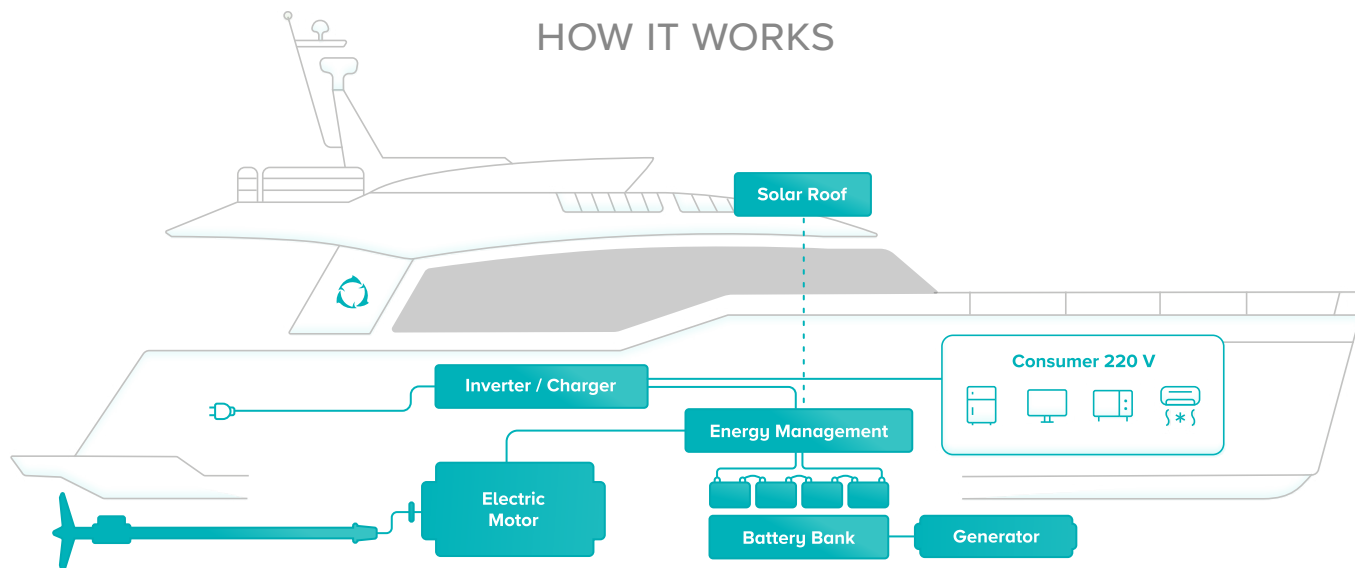 HOW IT WORKS
Solar Roof
Consumer 220 V
Inverter / Charger
Energy Management
Electric
Motor
Battery Bank
Generator